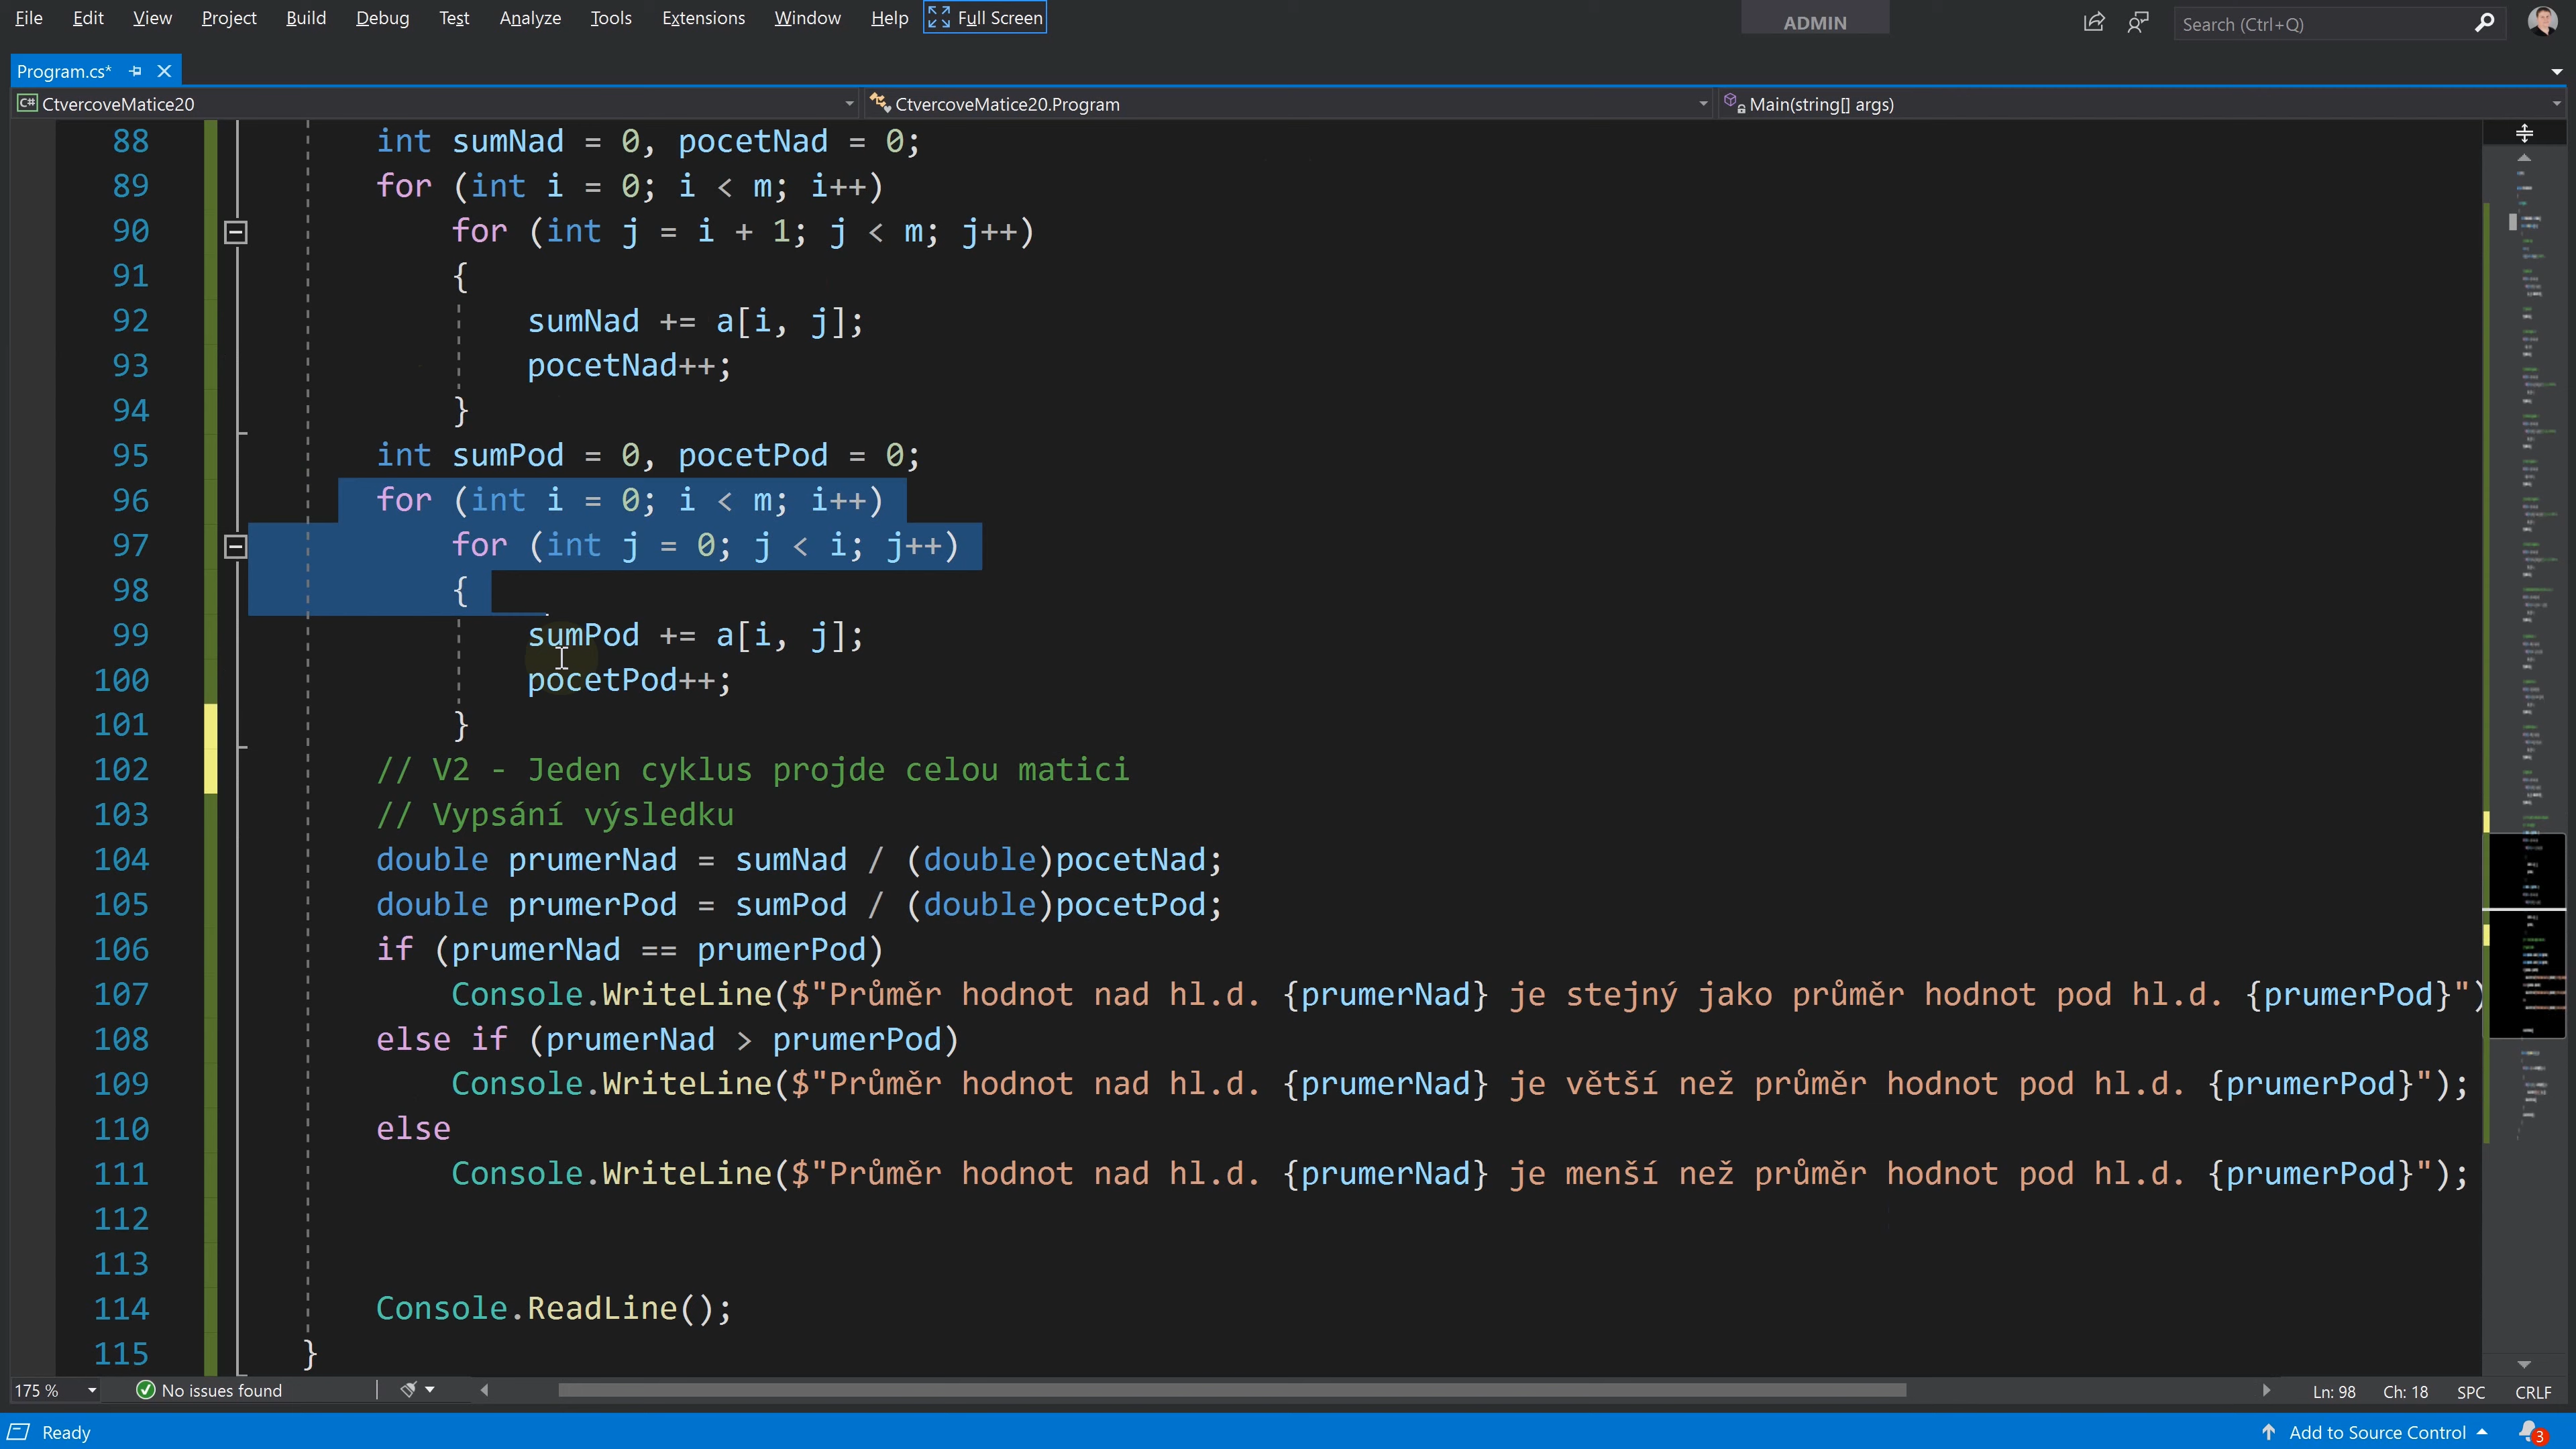 File Edit View Project Build Debug Test Analyze Tools Extensions Window Help Full Screen ADMIN Search (Ctrl+Q)
Program.cs*
C# CtvercoveMatice20 CtvercoveMatice20.Program Main(string[] args)
88 int sumNad = 0, pocetNad = 0;
89 for (int i = 0; i < m; i++)
90 for (int j = i + 1; j < m; j++)
91 {
92 sumNad += a[i, j];
93 pocetNad++;
94 }
95 int sumPod = 0, pocetPod = 0;
96 for (int i = 0; i < m; i++)
97 for (int j = 0; j < i; j++)
98 {
99 sumPod += a[i, j];
100 pocetPod++;
101 }
102 // V2 - Jeden cyklus projde celou matici
103 // Vypsání výsledku
104 double prumerNad = sumNad / (double)pocetNad;
105 double prumerPod = sumPod / (double)pocetPod;
106 if (prumerNad == prumerPod)
107 Console.WriteLine($"Průměr hodnot nad hl.d. {prumerNad} je stejný jako průměr hodnot pod hl.d. {prumerPod}")
108 else if (prumerNad > prumerPod)
109 Console.WriteLine($"Průměr hodnot nad hl.d. {prumerNad} je větší než průměr hodnot pod hl.d. {prumerPod}");
110 else
111 Console.WriteLine($"Průměr hodnot nad hl.d. {prumerNad} je menší než průměr hodnot pod hl.d. {prumerPod}");
112
113
114 Console.ReadLine();
115 }
175 % No issues found Ln: 98 Ch: 18 SPC CRLF
Ready Add to Source Control 3